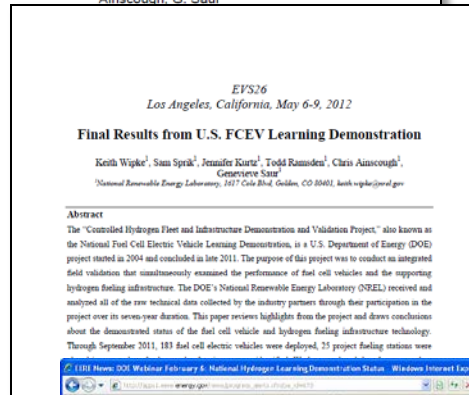 Ainscough, G. Saur
EVS26
Los Angeles, California, May 6-9, 2012
Final Results from U.S. FCEV Learning Demonstration
Keith Wipke1, Sam Sprik1, Jennifer Kurtz1, Todd Ramsden1, Chris Ainscough1,
Genevieve Saur1
1National Renewable Energy Laboratory, 1617 Cole Blvd, Golden, CO 80401, keith.wipke@nrel.gov
Abstract
The "Controlled Hydrogen Fleet and Infrastructure Demonstration and Validation Project," also known as
the National Fuel Cell Electric Vehicle Learning Demonstration, is a U.S. Department of Energy (DOE)
project started in 2004 and concluded in late 2011. The purpose of this project was to conduct an integrated
field validation that simultaneously examined the performance of fuel cell vehicles and the supporting
hydrogen fueling infrastructure. The DOE's National Renewable Energy Laboratory (NREL) received and
analyzed all of the raw technical data collected by the industry partners through their participation in the
project over its seven-year duration. This paper reviews highlights from the project and draws conclusions
about the demonstrated status of the fuel cell vehicle and hydrogen fueling infrastructure technology.
Through September 2011, 183 fuel cell electric vehicles were deployed, 25 project fueling stations were
EERE News: DOE Webinar February 6: National Hydrogen Learning Demonstration Status - Windows Internet Exp